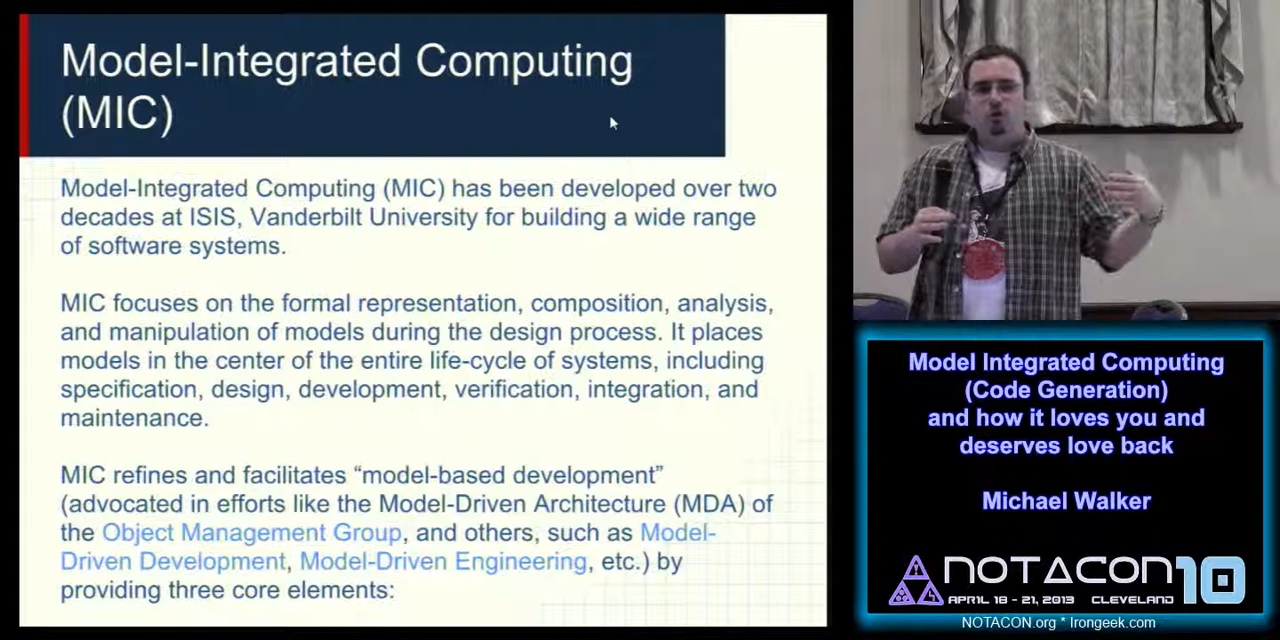 Model-Integrated Computing
(MIC)
Model-Integrated Computing (MIC) has been developed over two
decades at ISIS, Vanderbilt University for building a wide range
of software systems.
MIC focuses on the formal representation, composition, analysis,
and manipulation of models during the design process. It places
models in the center of the entire life-cycle of systems, including
specification, design, development, verification, integration, and
maintenance.
MIC refines and facilitates “model-based development”
(advocated in efforts like the Model-Driven Architecture (MDA) of
the Object Management Group, and others, such as Model-
Driven Development, Model-Driven Engineering, etc.) by
providing three core elements:
Model Integrated Computing
(Code Generation)
and how it loves you and
deserves love back
Michael Walker
NOTACON 10
APRIL 18 - 21, 2013 CLEVELAND
NOTACON.org * Irongeek.com